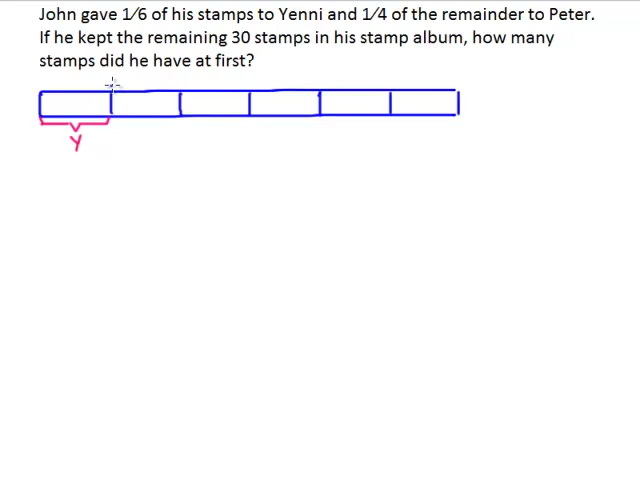 John gave 1⁄6 of his stamps to Yenni and 1⁄4 of the remainder to Peter.
If he kept the remaining 30 stamps in his stamp album, how many
stamps did he have at first?
Y